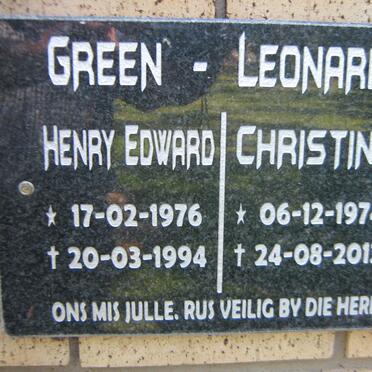 GREEN - LEONAR
HENRY EDWARD CHRISTIN
★ 17-02-1976 ★ 06-12-197
† 20-03-1994 † 24-08-201
ONS MIS JULLE. RUS VEILIG BY DIE HER